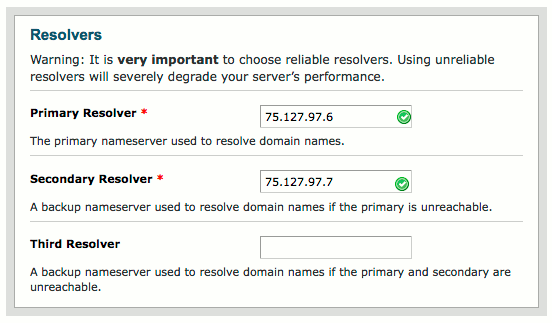 Resolvers
Warning: It is very important to choose reliable resolvers. Using unreliable
resolvers will severely degrade your server's performance.
Primary Resolver * 75.127.97.6
The primary nameserver used to resolve domain names.
Secondary Resolver * 75.127.97.7
A backup nameserver used to resolve domain names if the primary is unreachable.
Third Resolver
A backup nameserver used to resolve domain names if the primary and secondary are
unreachable.